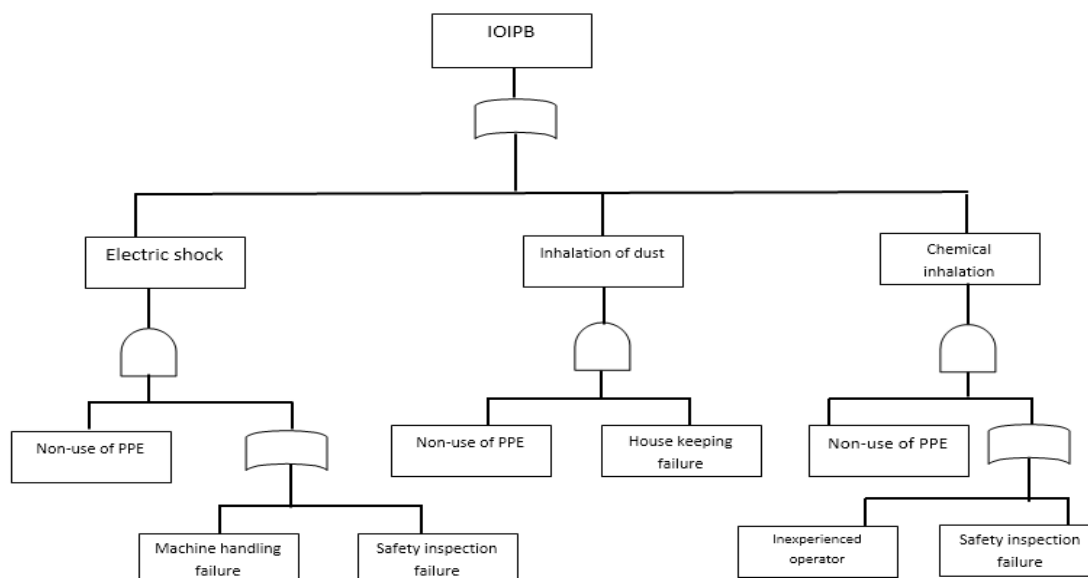 IOIPB
Electric shock
Inhalation of dust
Chemical
inhalation
Non-use of PPE
Non-use of PPE
House keeping
failure
Non-use of PPE
Machine handling
failure
Safety inspection
failure
Inexperienced
operator
Safety inspection
failure